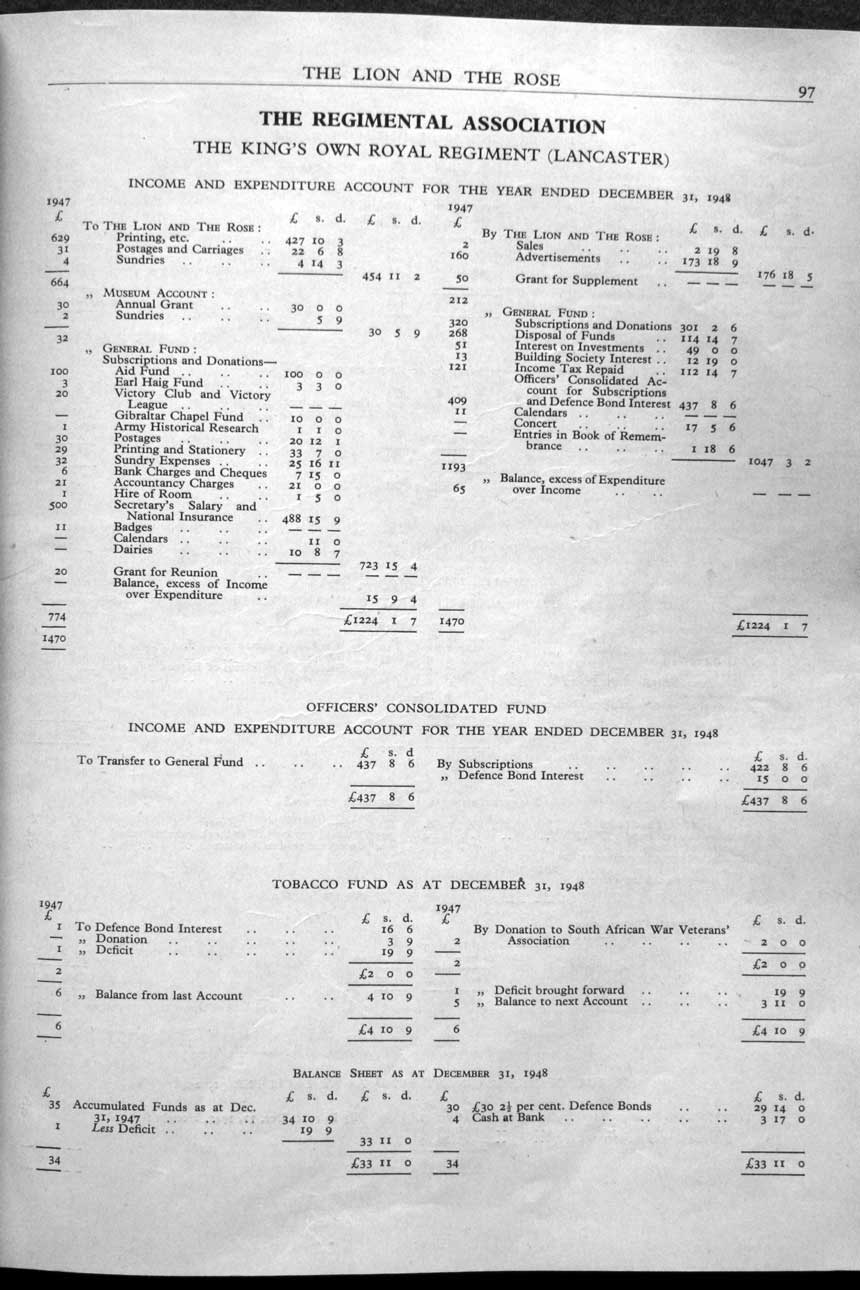 THE LION AND THE ROSE
97
THE REGIMENTAL ASSOCIATION
THE KING'S OWN ROYAL REGIMENT (LANCASTER)
INCOME AND EXPENDITURE ACCOUNT FOR THE YEAR ENDED DECEMBER 31, 1948
1947
£ £ s. d. £ s. d.
To THE LION AND THE ROSE :
629 Printing, etc. .. .. 427 10 3
31 Postages and Carriages .. 22 6 8
4 Sundries .. .. .. 4 14 3
664 454 11 2
„ MUSEUM ACCOUNT :
30 Annual Grant .. .. 30 0 0
2 Sundries .. .. .. 5 9
32 30 5 9
„ GENERAL FUND :
Subscriptions and Donations—
100 Aid Fund .. .. .. 100 0 0
3 Earl Haig Fund .. .. 3 3 0
20 Victory Club and Victory
League .. .. .. — — —
— Gibraltar Chapel Fund .. 10 0 0
1 Army Historical Research 1 1 0
30 Postages .. .. .. 20 12 1
29 Printing and Stationery .. 33 7 0
32 Sundry Expenses .. .. 25 16 11
6 Bank Charges and Cheques 7 15 0
21 Accountancy Charges .. 21 0 0
1 Hire of Room .. .. 1 5 0
500 Secretary's Salary and
National Insurance .. 488 15 9
11 Badges .. .. .. — — —
— Calendars .. .. .. 11 0
— Dairies .. .. .. 10 8 7
723 15 4
20 Grant for Reunion .. — — — — — —
— Balance, excess of Income
over Expenditure .. 15 9 4
774 £1224 1 7
1470
1947
£ £ s. d. £ s. d.
By THE LION AND THE ROSE :
2 Sales .. .. .. 2 19 8
160 Advertisements .. .. 173 18 9
176 18 5
50 Grant for Supplement .. — — — — — —
212
„ GENERAL FUND :
320 Subscriptions and Donations 301 2 6
268 Disposal of Funds .. 114 14 7
51 Interest on Investments .. 49 0 0
13 Building Society Interest .. 12 19 0
121 Income Tax Repaid .. 112 14 7
Officers' Consolidated Ac-
count for Subscriptions
409 and Defence Bond Interest 437 8 6
11 Calendars .. .. .. — — —
— Concert .. .. .. 17 5 6
— Entries in Book of Remem-
brance .. .. .. 1 18 6
1193 1047 3 2
„ Balance, excess of Expenditure
65 over Income .. .. — — —
1470 £1224 1 7
OFFICERS' CONSOLIDATED FUND
INCOME AND EXPENDITURE ACCOUNT FOR THE YEAR ENDED DECEMBER 31, 1948
£ s. d
To Transfer to General Fund .. .. .. 437 8 6
£437 8 6
£ s. d.
By Subscriptions .. .. .. .. .. 422 8 6
„ Defence Bond Interest .. .. .. .. 15 0 0
£437 8 6
TOBACCO FUND AS AT DECEMBER 31, 1948
1947
£ £ s. d.
1 To Defence Bond Interest .. .. .. 16 6
— „ Donation .. .. .. .. .. 3 9
1 „ Deficit .. .. .. .. .. 19 9
2 £2 0 0
6 „ Balance from last Account .. .. 4 10 9
6 £4 10 9
1947
£ £ s. d.
By Donation to South African War Veterans'
2 Association .. .. .. .. 2 0 0
2 £2 0 0
1 „ Deficit brought forward .. .. .. 19 9
5 „ Balance to next Account .. .. .. 3 11 0
6 £4 10 9
BALANCE SHEET AS AT DECEMBER 31, 1948
£ £ s. d. £ s. d.
35 Accumulated Funds as at Dec.
31, 1947 .. .. .. 34 10 9
1 Less Deficit .. .. .. 19 9
33 11 0
34 £33 11 0
£ £ s. d.
30 £30 2½ per cent. Defence Bonds .. .. 29 14 0
4 Cash at Bank .. .. .. .. .. 3 17 0
34 £33 11 0